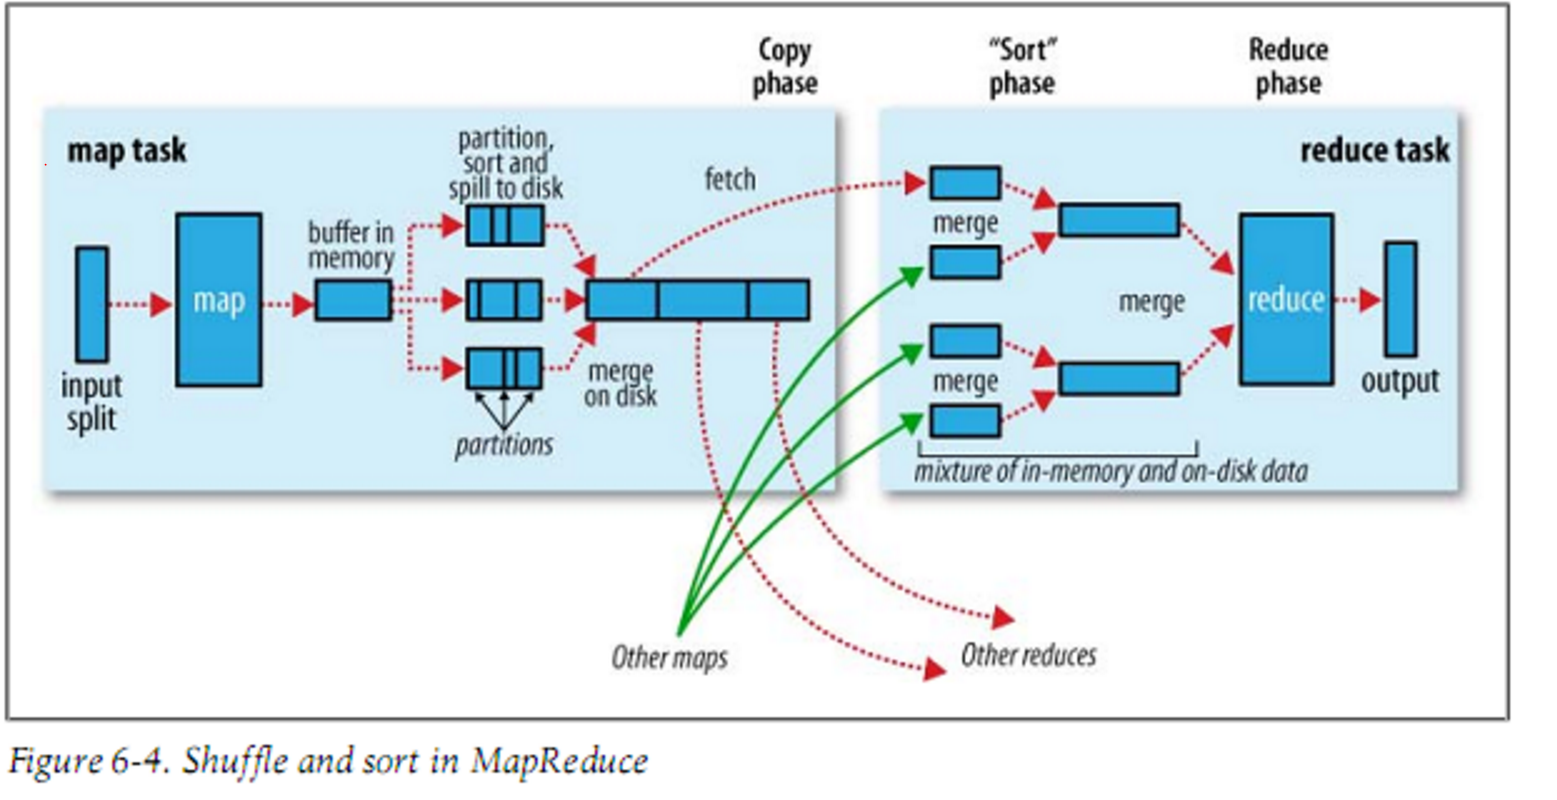 Copy
phase
"Sort"
phase
Reduce
phase
map task
partition,
sort and
spill to disk
fetch
buffer in
memory
map
input
split
merge
on disk
partitions
reduce task
merge
merge
merge
reduce
output
mixture of in-memory and on-disk data
Other maps
Other reduces
Figure 6-4. Shuffle and sort in MapReduce